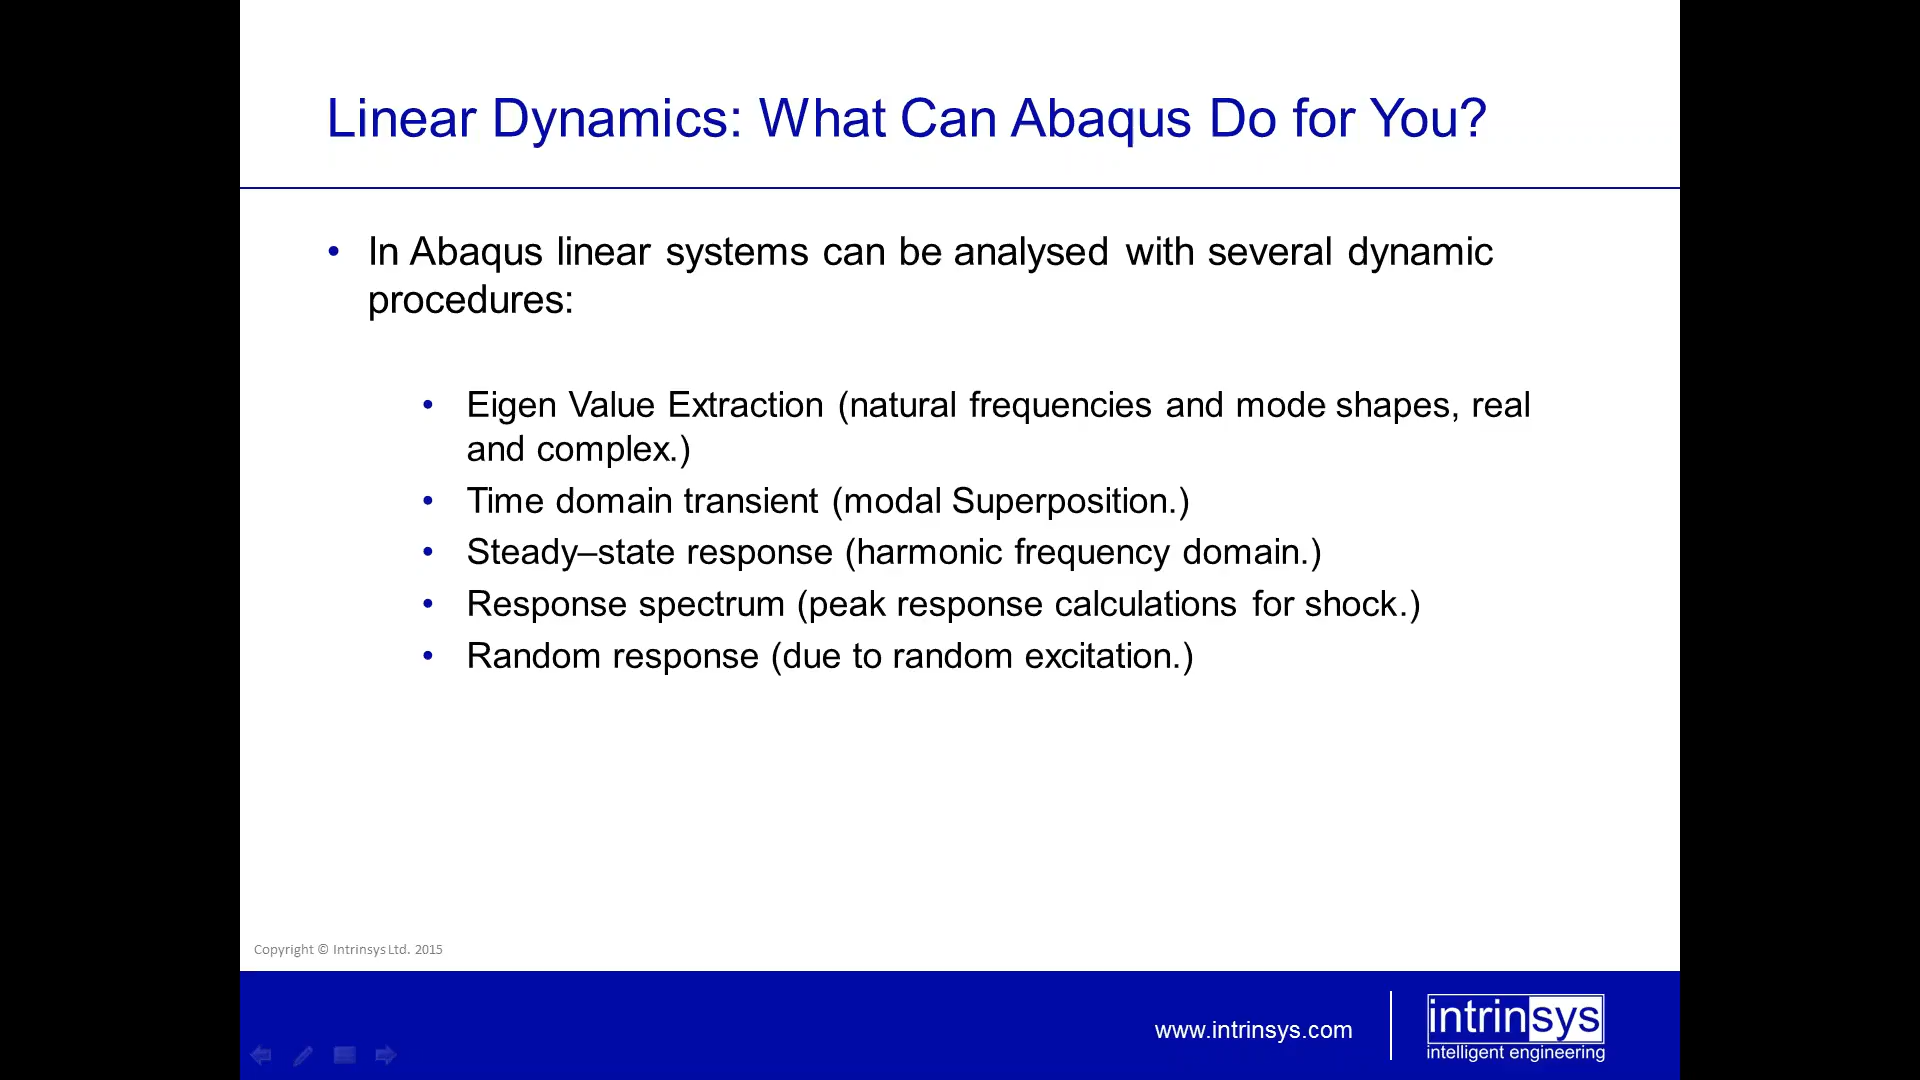 Linear Dynamics: What Can Abaqus Do for You?
• In Abaqus linear systems can be analysed with several dynamic
procedures:
• Eigen Value Extraction (natural frequencies and mode shapes, real
and complex.)
• Time domain transient (modal Superposition.)
• Steady–state response (harmonic frequency domain.)
• Response spectrum (peak response calculations for shock.)
• Random response (due to random excitation.)
Copyright © Intrinsys Ltd. 2015
www.intrinsys.com
intrinsys
intelligent engineering